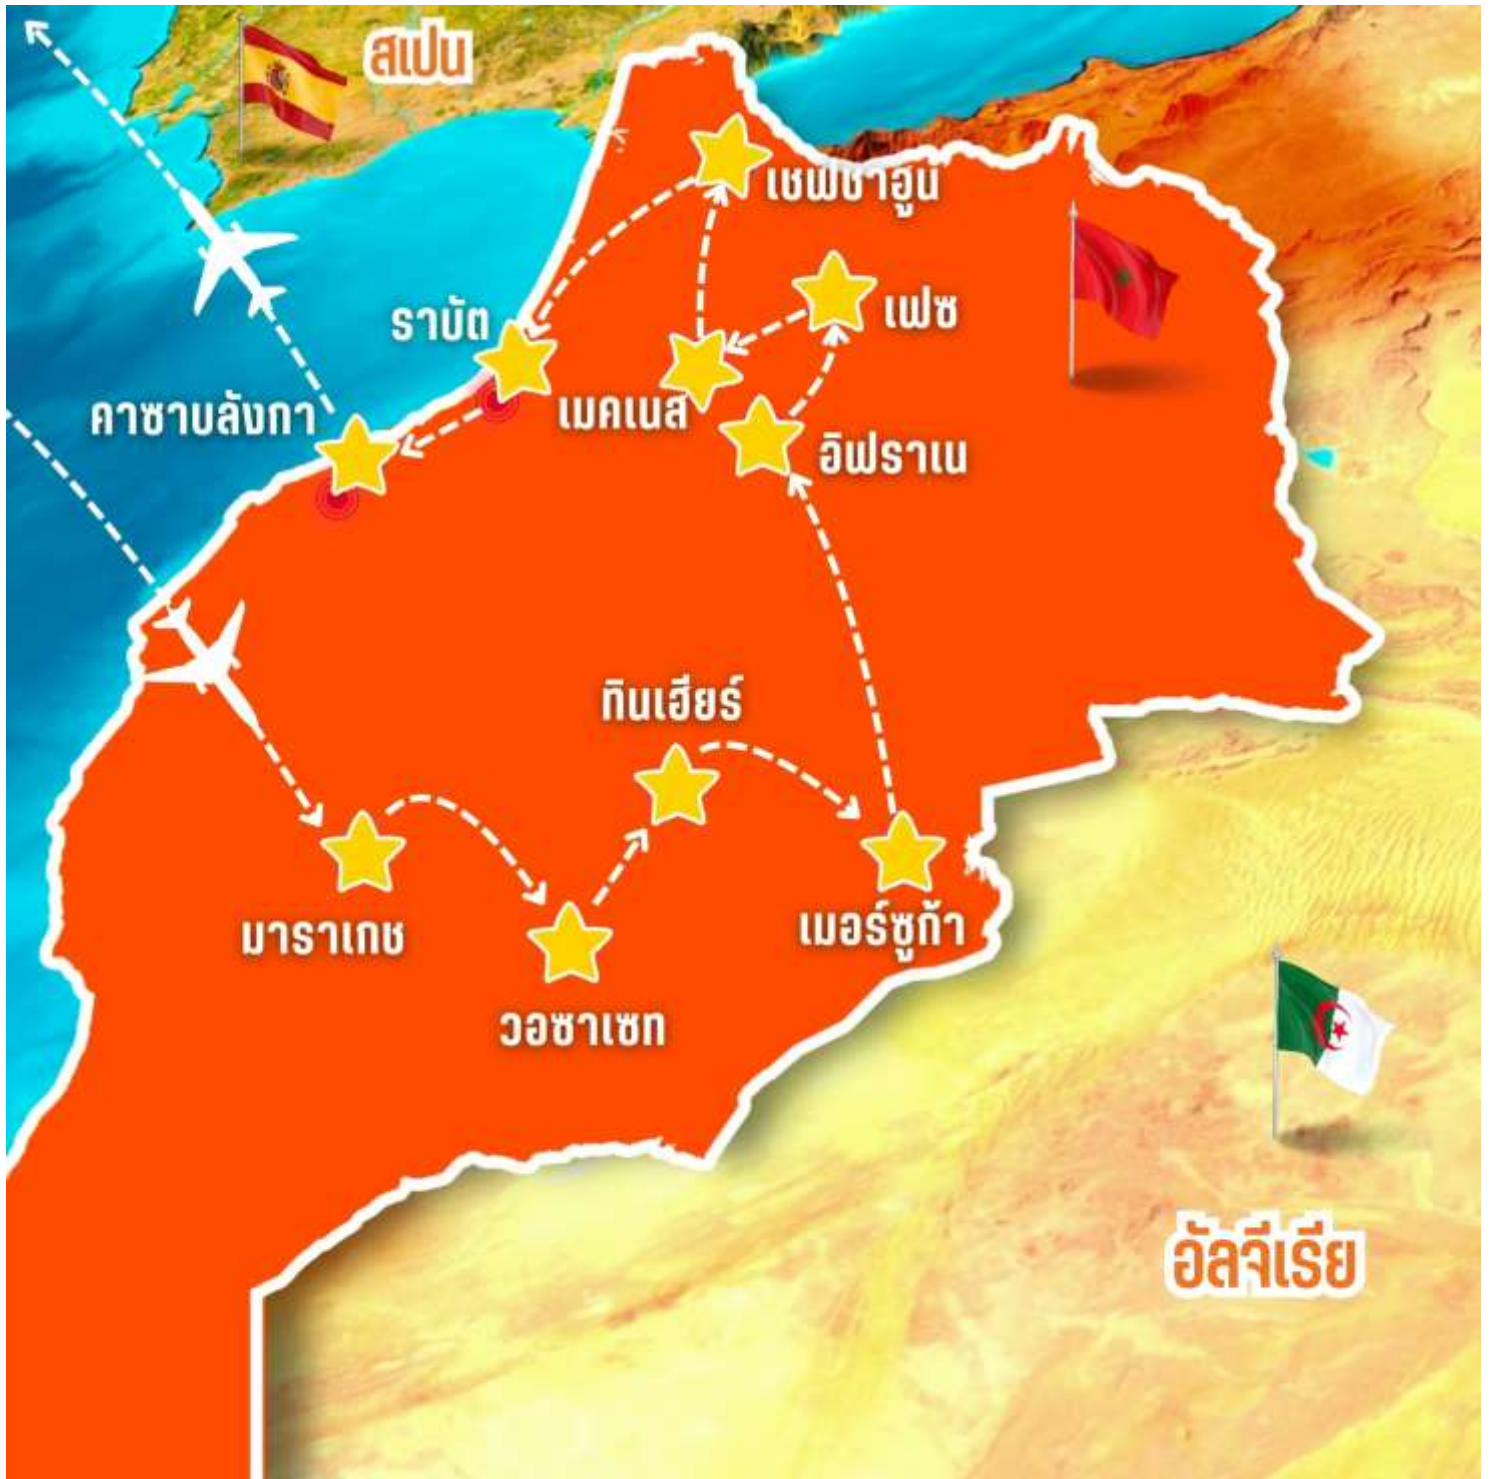 สเปน
เชฟชาอูน
เฟซ
ราบัต
เมคเนส
คาซาบลังกา
อิฟราเน
ทินเฮียร์
มาราเกช
เมอร์ซูก้า
วอซาเซท
อัลจีเรีย